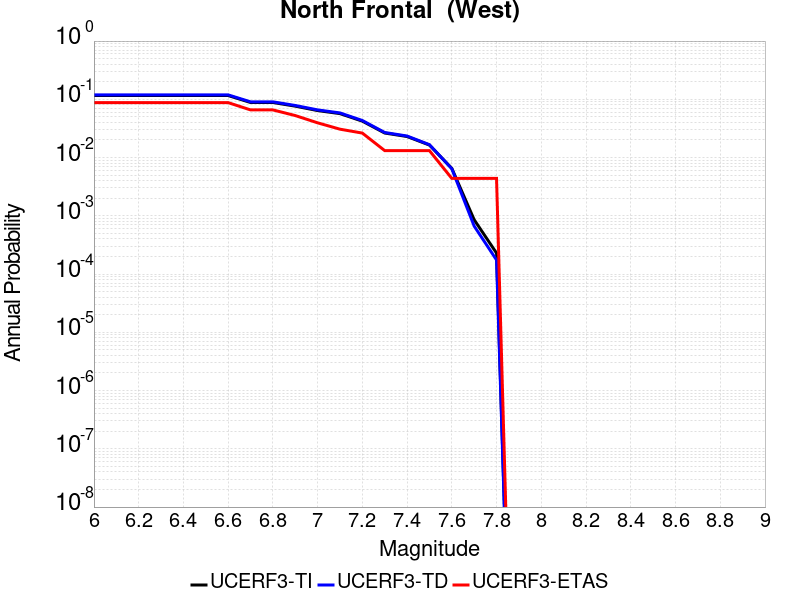 North Frontal  (West)
10^0
10^-1
10^-2
10^-3
10^-4
10^-5
10^-6
10^-7
10^-8
Annual Probability
6 6.2 6.4 6.6 6.8 7 7.2 7.4 7.6 7.8 8 8.2 8.4 8.6 8.8 9
Magnitude
UCERF3-TI UCERF3-TD UCERF3-ETAS